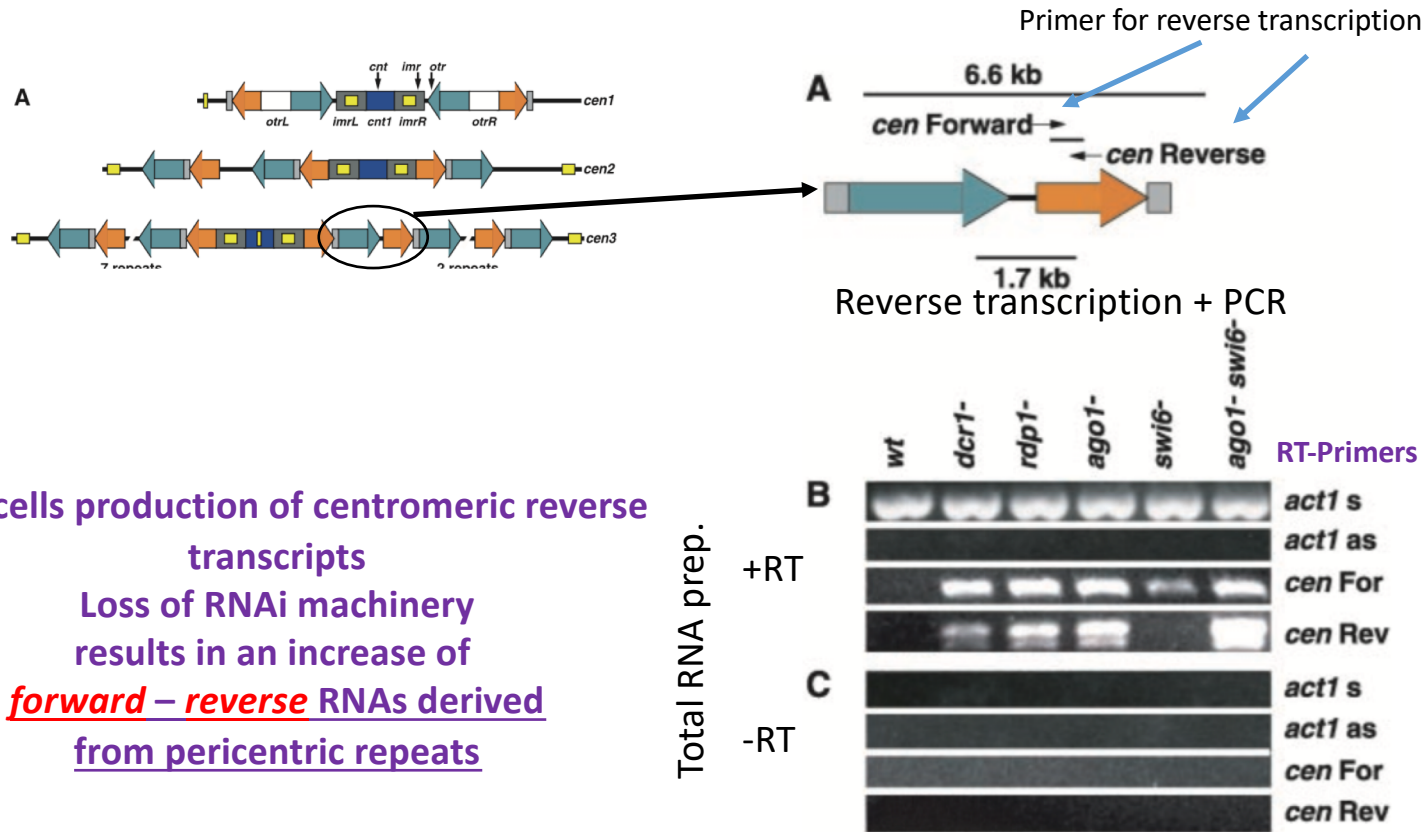 Primer for reverse transcription
A
cnt imr otr
cen1
otrL imrL cnt1 imrR otrR
cen2
cen3
7 repeats 2 repeats
A
6.6 kb
cen Forward
cen Reverse
1.7 kb
Reverse transcription + PCR
wt dcr1- rdp1- ago1- swi6- ago1- swi6-
RT-Primers
cells production of centromeric reverse
transcripts
Loss of RNAi machinery
results in an increase of
forward – reverse RNAs derived
from pericentric repeats
Total RNA prep.
+RT
-RT
B
act1 s
act1 as
cen For
cen Rev
C
act1 s
act1 as
cen For
cen Rev